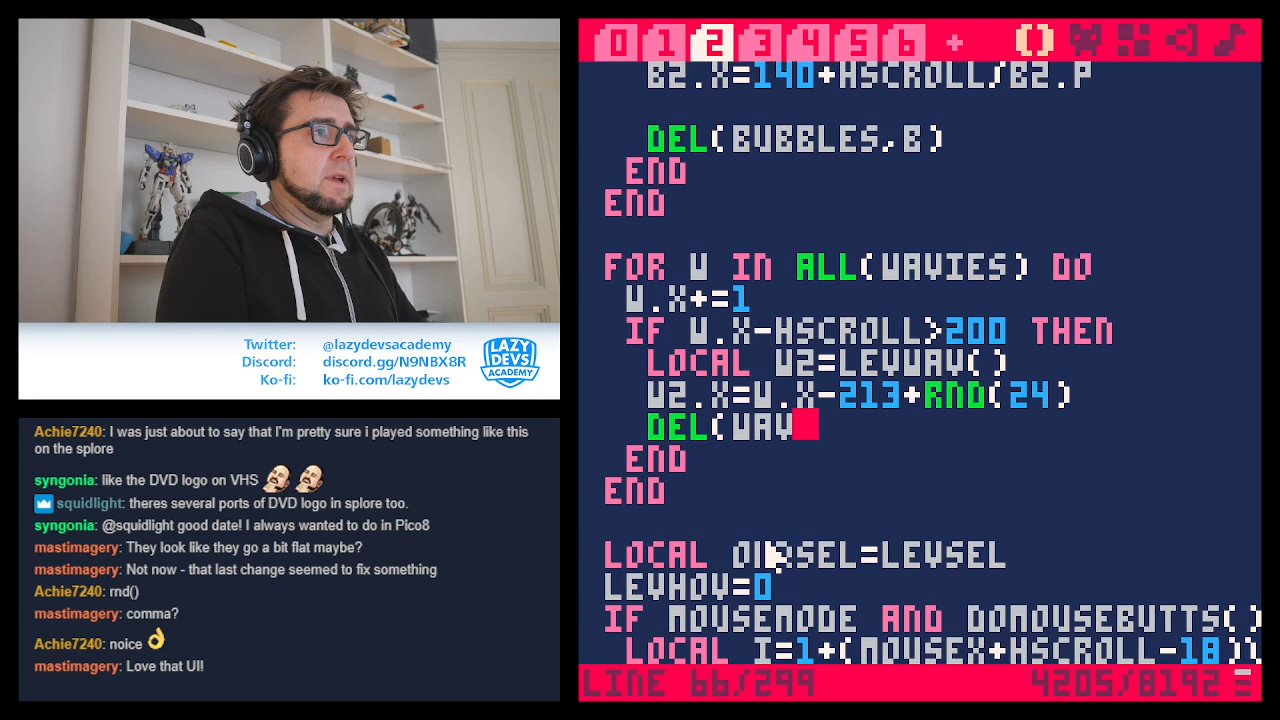 Twitter: @lazydevsacademy
Discord: discord.gg/N9NBX8R
Ko-fi: ko-fi.com/lazydevs
LAZY
DEVS
ACADEMY
Achie7240: I was just about to say that I'm pretty sure i played something like this
on the splore
syngonia: like the DVD logo on VHS
squidlight: theres several ports of DVD logo in splore too.
syngonia: @squidlight good date! I always wanted to do in Pico8
mastimagery: They look like they go a bit flat maybe?
mastimagery: Not now - that last change seemed to fix something
Achie7240: rnd()
mastimagery: comma?
Achie7240: noice
mastimagery: Love that UI!
0 1 2 3 4 5 6 + ()
B2.X=140+HSCROLL/B2.P
DEL(BUBBLES,B)
END
END
FOR W IN ALL(WAVIES) DO
W.X+=1
IF W.X-HSCROLL>200 THEN
LOCAL W2=LEVWAV()
W2.X=W.X-213+RND(24)
DEL(WAV
END
END
LOCAL OLDSEL=LEVSEL
LEVHOV=0
IF MOUSEMODE AND DOMOUSEBUTTS()
LOCAL I=1+(MOUSEX+HSCROLL-18)\
LINE 66/299 4205/8192